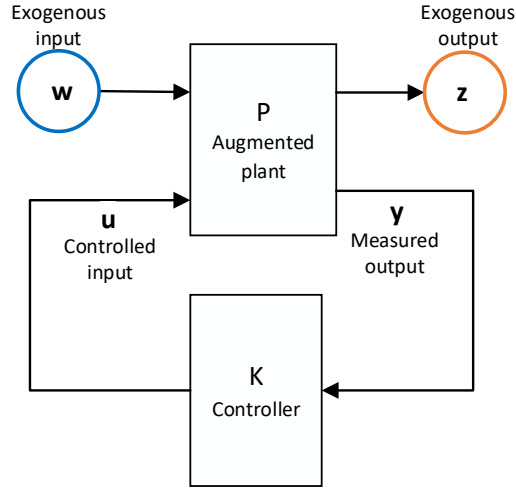 Exogenous
input
w
Exogenous
output
z
P
Augmented
plant
u
Controlled
input
y
Measured
output
K
Controller